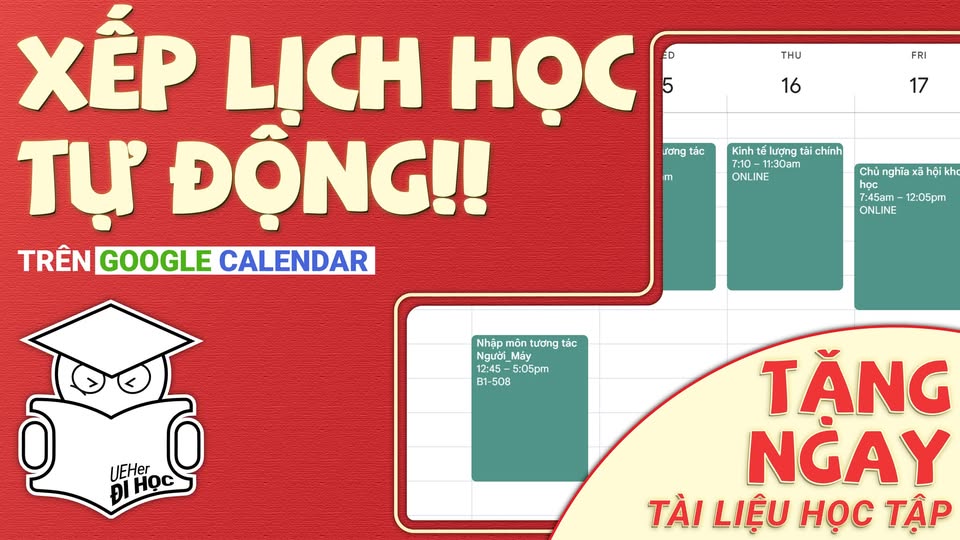 XẾP LỊCH HỌC
TỰ ĐỘNG!!
TRÊN GOOGLE CALENDAR
THU
FRI
16
17
Kinh tế lượng tài chính
7:10 – 11:30am
ONLINE
Chủ nghĩa xã hội
học
7:45am – 12:05pm
ONLINE
Nhập môn tương tác
Người_Máy
12:45 – 5:05pm
B1-508
UEHer
ĐI HỌC
TẶNG
NGAY
TÀI LIỆU HỌC TẬP